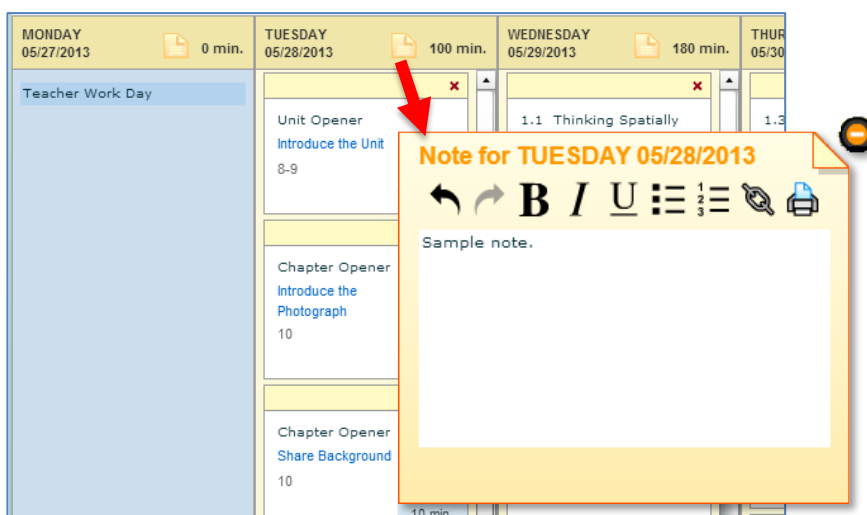 MONDAY
05/27/2013
0 min.
TUESDAY
05/28/2013
100 min.
WEDNESDAY
05/29/2013
180 min.
THUR
05/30
Teacher Work Day
Unit Opener
Introduce the Unit
8-9
1.1 Thinking Spatially
1.3
Chapter Opener
Introduce the
Photograph
10
Chapter Opener
Share Background
10
10 min
Note for TUESDAY 05/28/2013
B I U
1
2
3
Sample note.